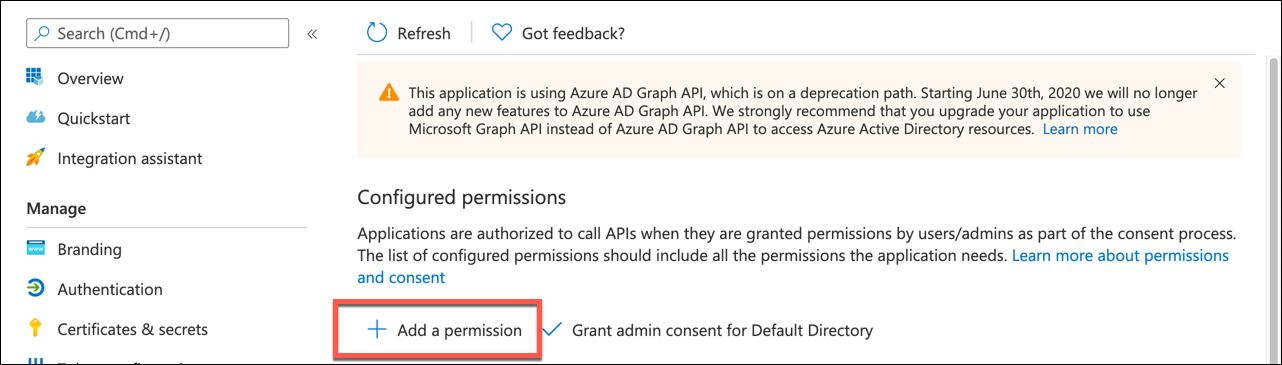 Search (Cmd+/)
«
Refresh
Got feedback?
Overview
Quickstart
Integration assistant
Manage
Branding
Authentication
Certificates & secrets
This application is using Azure AD Graph API, which is on a deprecation path. Starting June 30th, 2020 we will no longer
add any new features to Azure AD Graph API. We strongly recommend that you upgrade your application to use
Microsoft Graph API instead of Azure AD Graph API to access Azure Active Directory resources. Learn more
Configured permissions
Applications are authorized to call APIs when they are granted permissions by users/admins as part of the consent process.
The list of configured permissions should include all the permissions the application needs. Learn more about permissions
and consent
Add a permission
Grant admin consent for Default Directory